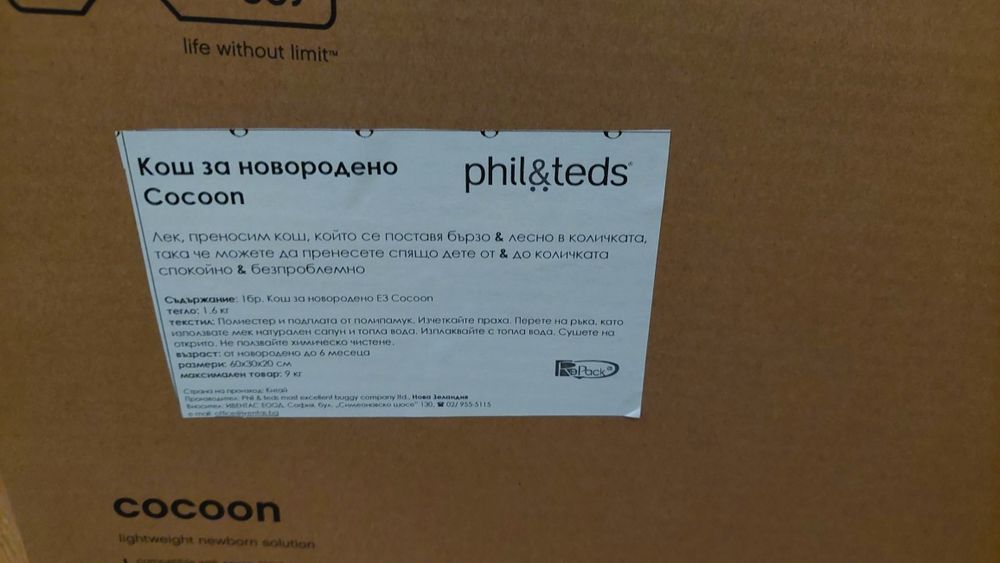 life without limit™
Кош за новородено
Cocoon
phil&teds®
Лек, преносим кош, който се поставя бързо & лесно в количката,
така че можете да пренесете спящо дете от & до количката
спокойно & безпроблемно
Съдържание: 1бр. Кош за новородено E3 Cocoon
тегло: 1.6 кг
текстил: Полиестер и подплата от полипамук. Изчеткайте праха. Перете на ръка, като
използвате мек натурален сапун и топла вода. Изплаквайте с топла вода. Сушете на
открито. Не ползвайте химическо чистене.
възраст: от новородено до 6 месеца
размери: 60x30x20 см
максимален товар: 9 кг
RoPack®
Страна на произход: Китай
Производител: Phil & teds most excellent buggy company ltd., Нова Зеландия
Вносител: ИВЕНТАС ЕООД, София, бул. „Симеоновско шосе" 130, ☎ 02/ 955-5115
e-mail: office@iventas.bg
cocoon
lightweight newborn solution